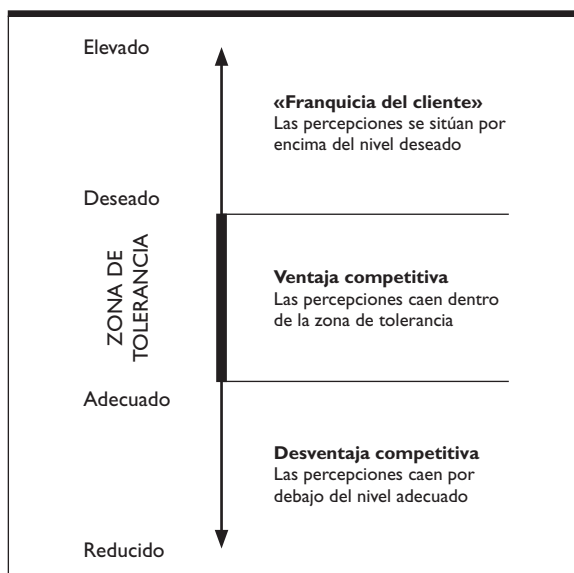 Elevado
«Franquicia del cliente»
Las percepciones se sitúan por
encima del nivel deseado
Deseado
ZONA DE
TOLERANCIA
Ventaja competitiva
Las percepciones caen dentro
de la zona de tolerancia
Adecuado
Desventaja competitiva
Las percepciones caen por
debajo del nivel adecuado
Reducido